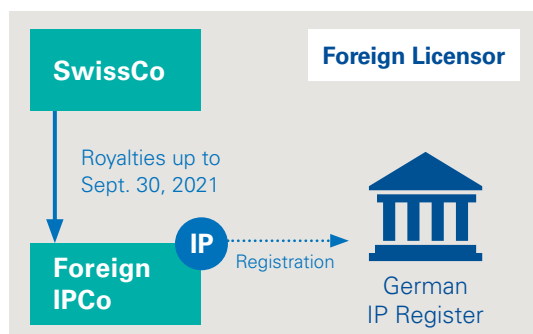 SwissCo
Foreign Licensor
Royalties up to
Sept. 30, 2021
IP
Registration
Foreign
IPCo
German
IP Register